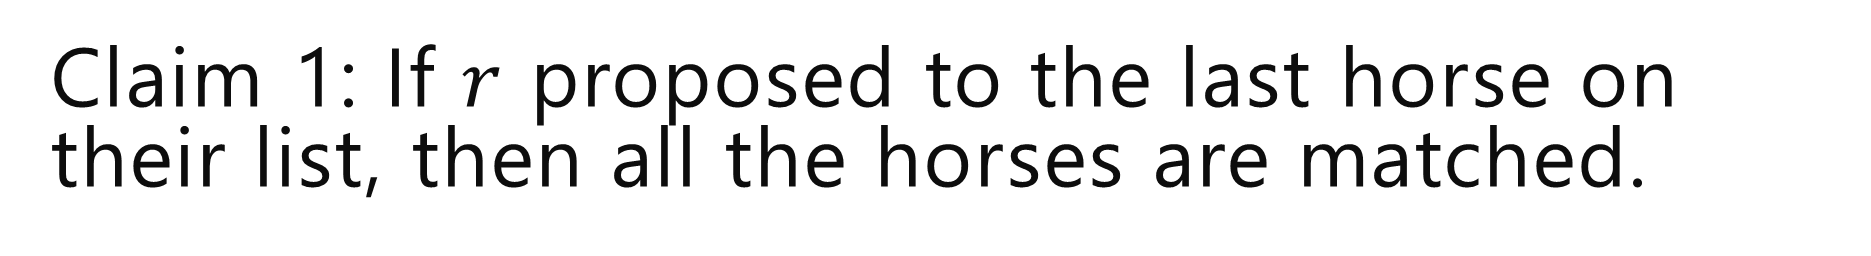 Claim 1: If 𝑟 proposed to the last horse on
their list, then all the horses are matched.